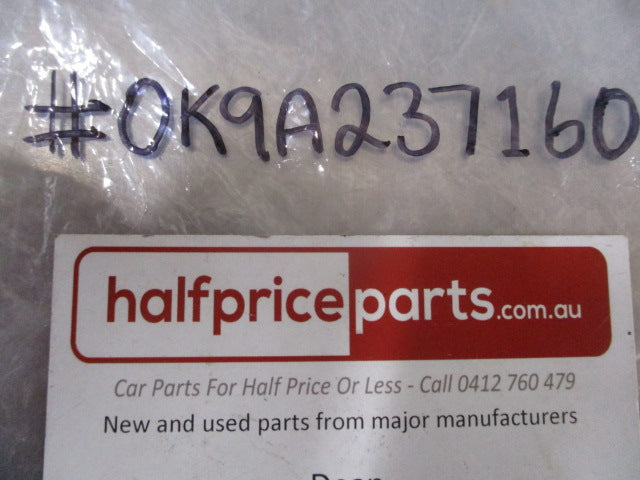 #0K9A237160
halfpriceparts.com.au
Car Parts For Half Price Or Less - Call 0412 760 479
New and used parts from major manufacturers